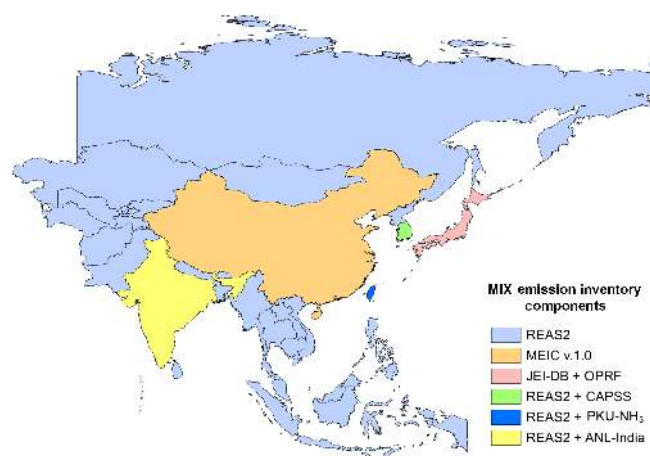 MIX emission inventory
components
REAS2
MEIC v.1.0
JEI-DB + OPRF
REAS2 + CAPSS
REAS2 + PKU-NH₃
REAS2 + ANL-India